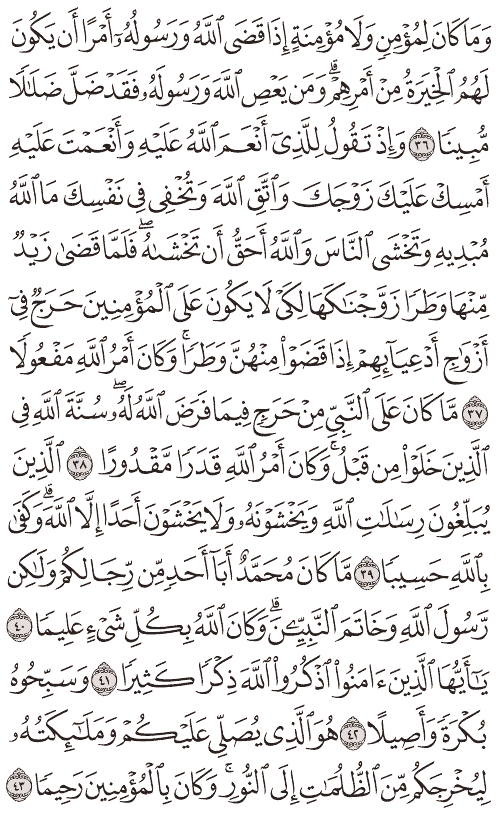 وَمَا كَانَ لِمُؤۡمِنٖ وَلَا مُؤۡمِنَةٍ إِذَا قَضَى ٱللَّهُ وَرَسُولُهُۥٓ أَمۡرًا أَن يَكُونَ
لَهُمُ ٱلۡخِيَرَةُ مِنۡ أَمۡرِهِمۡۗ وَمَن يَعۡصِ ٱللَّهَ وَرَسُولَهُۥ فَقَدۡ ضَلَّ ضَلَٰلٗا
مُّبِينٗا ٣٦ وَإِذۡ تَقُولُ لِلَّذِيٓ أَنۡعَمَ ٱللَّهُ عَلَيۡهِ وَأَنۡعَمۡتَ عَلَيۡهِ
أَمۡسِكۡ عَلَيۡكَ زَوۡجَكَ وَٱتَّقِ ٱللَّهَ وَتُخۡفِي فِي نَفۡسِكَ مَا ٱللَّهُ
مُبۡدِيهِ وَتَخۡشَى ٱلنَّاسَ وَٱللَّهُ أَحَقُّ أَن تَخۡشَىٰهُۖ فَلَمَّا قَضَىٰ زَيۡدٞ
مِّنۡهَا وَطَرٗا زَوَّجۡنَٰكَهَا لِكَيۡ لَا يَكُونَ عَلَى ٱلۡمُؤۡمِنِينَ حَرَجٞ فِيٓ
أَزۡوَٰجِ أَدۡعِيَآئِهِمۡ إِذَا قَضَوۡاْ مِنۡهُنَّ وَطَرٗاۚ وَكَانَ أَمۡرُ ٱللَّهِ مَفۡعُولٗا
٣٧ مَّا كَانَ عَلَى ٱلنَّبِيِّ مِنۡ حَرَجٖ فِيمَا فَرَضَ ٱللَّهُ لَهُۥۖ سُنَّةَ ٱللَّهِ فِي
ٱلَّذِينَ خَلَوۡاْ مِن قَبۡلُۚ وَكَانَ أَمۡرُ ٱللَّهِ قَدَرٗا مَّقۡدُورًا ٣٨ ٱلَّذِينَ
يُبَلِّغُونَ رِسَٰلَٰتِ ٱللَّهِ وَيَخۡشَوۡنَهُۥ وَلَا يَخۡشَوۡنَ أَحَدًا إِلَّا ٱللَّهَۗ وَكَفَىٰ
بِٱللَّهِ حَسِيبٗا ٣٩ مَّا كَانَ مُحَمَّدٌ أَبَآ أَحَدٖ مِّن رِّجَالِكُمۡ وَلَٰكِن
رَّسُولَ ٱللَّهِ وَخَاتَمَ ٱلنَّبِيِّـۧنَۗ وَكَانَ ٱللَّهُ بِكُلِّ شَيۡءٍ عَلِيمٗا ٤٠
يَٰٓأَيُّهَا ٱلَّذِينَ ءَامَنُواْ ٱذۡكُرُواْ ٱللَّهَ ذِكۡرٗا كَثِيرٗا ٤١ وَسَبِّحُوهُ
بُكۡرَةٗ وَأَصِيلًا ٤٢ هُوَ ٱلَّذِي يُصَلِّي عَلَيۡكُمۡ وَمَلَٰٓئِكَتُهُۥ
لِيُخۡرِجَكُم مِّنَ ٱلظُّلُمَٰتِ إِلَى ٱلنُّورِۚ وَكَانَ بِٱلۡمُؤۡمِنِينَ رَحِيمٗا ٤٣